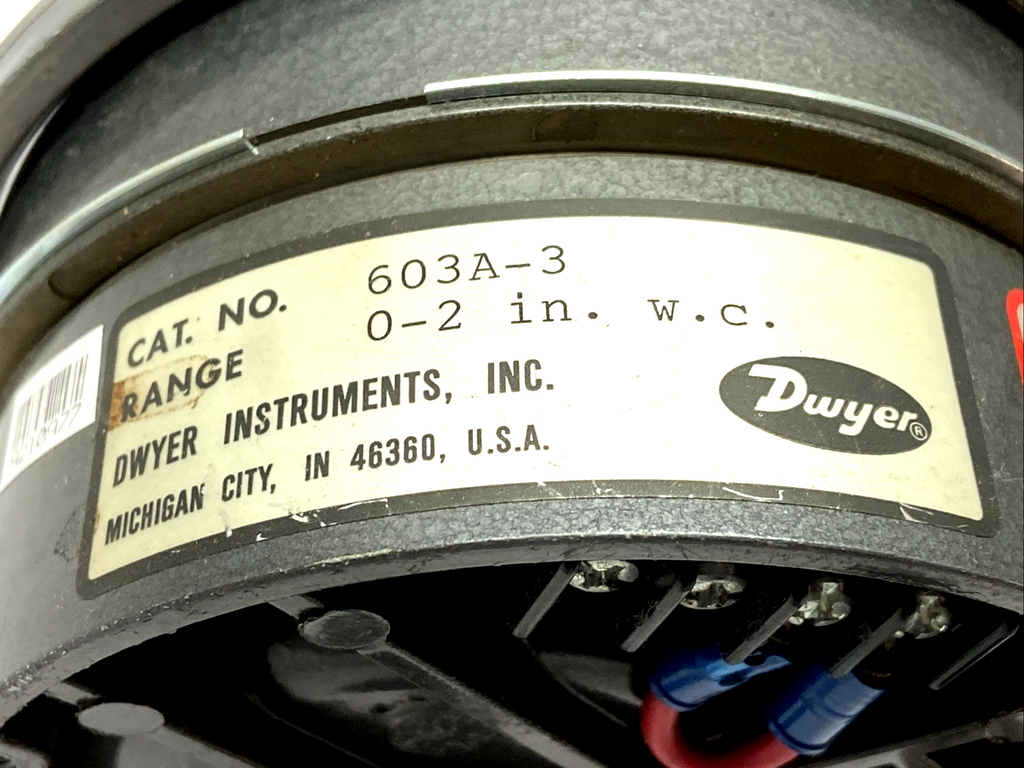 CAT. NO. 603A-3
RANGE 0-2 in. w.c.
DWYER INSTRUMENTS, INC.
MICHIGAN CITY, IN 46360, U.S.A.
Dwyer®